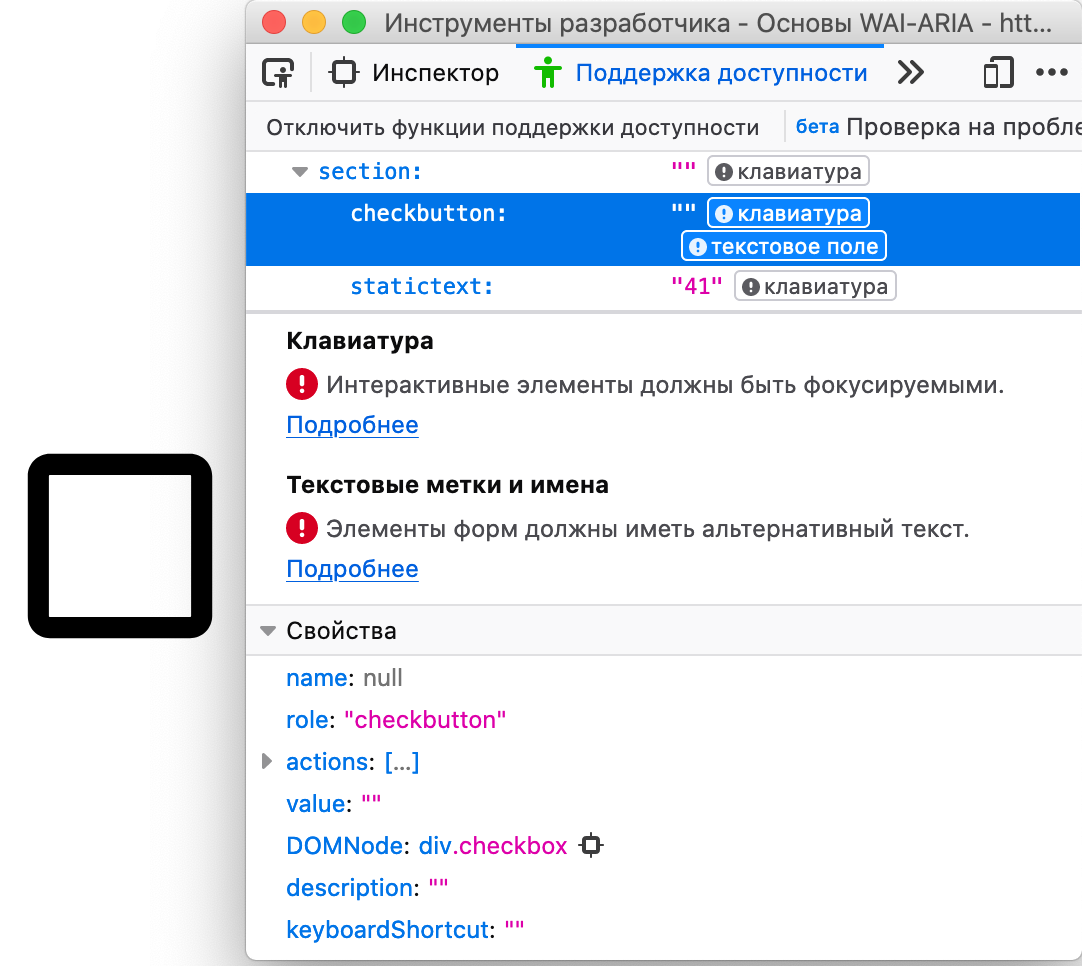 Инструменты разработчика - Основы WAI-ARIA - htt...
Инспектор Поддержка доступности
Отключить функции поддержки доступности бета Проверка на
section: "" клавиатура
checkbutton: "" клавиатура
текстовое поле
statictext: "41" клавиатура
Клавиатура
Интерактивные элементы должны быть фокусируемыми.
Подробнее
Текстовые метки и имена
Элементы форм должны иметь альтернативный текст.
Подробнее
Свойства
name: null
role: "checkbutton"
actions: [...]
value: ""
DOMNode: div.checkbox
description: ""
keyboardShortcut: ""